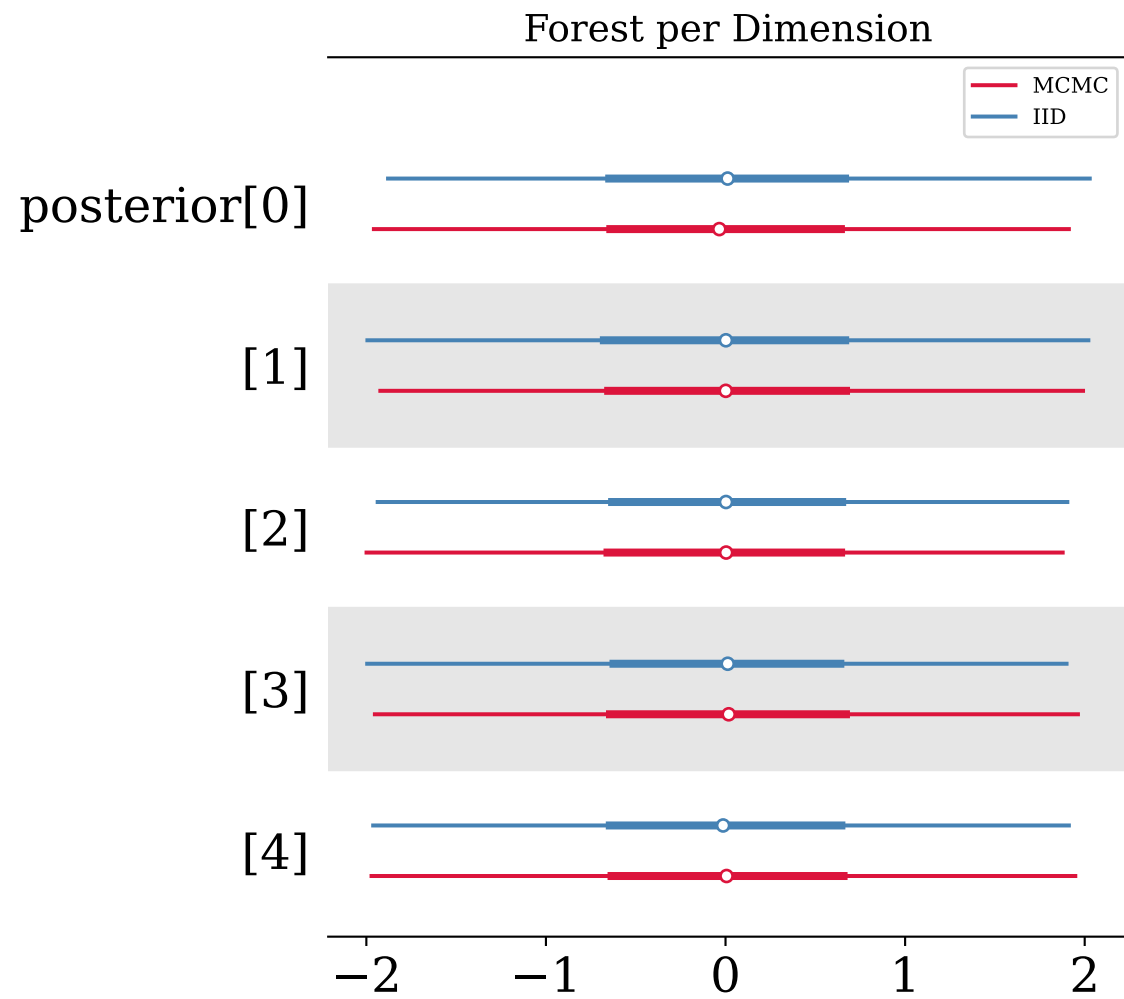 Forest per Dimension
MCMC
IID
posterior[0]
[1]
[2]
[3]
[4]
−2 −1 0 1 2